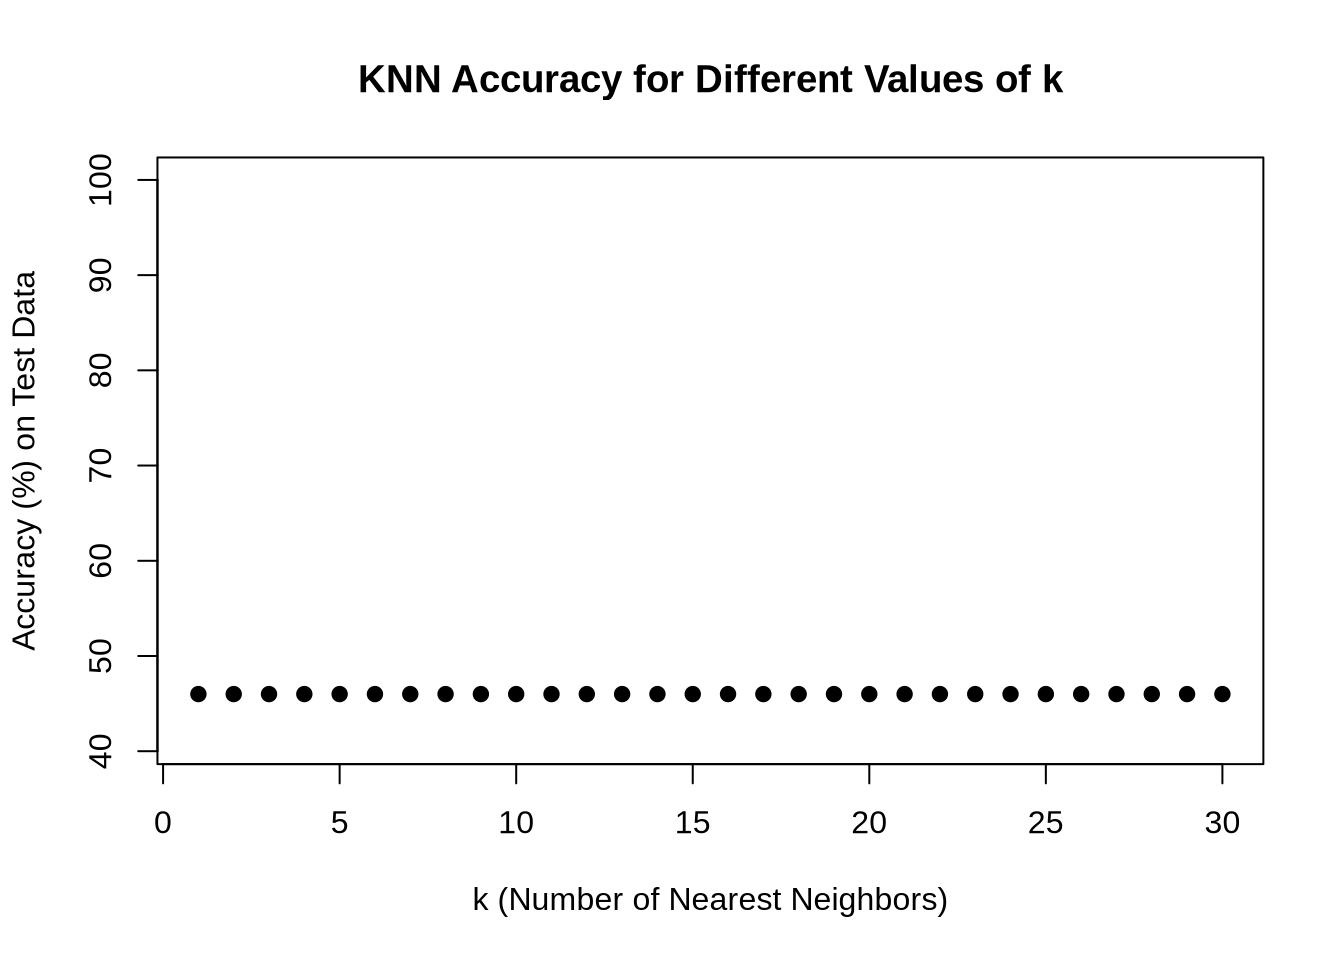 KNN Accuracy for Different Values of k
Accuracy (%) on Test Data
100
90
80
70
60
50
40
0 5 10 15 20 25 30
k (Number of Nearest Neighbors)